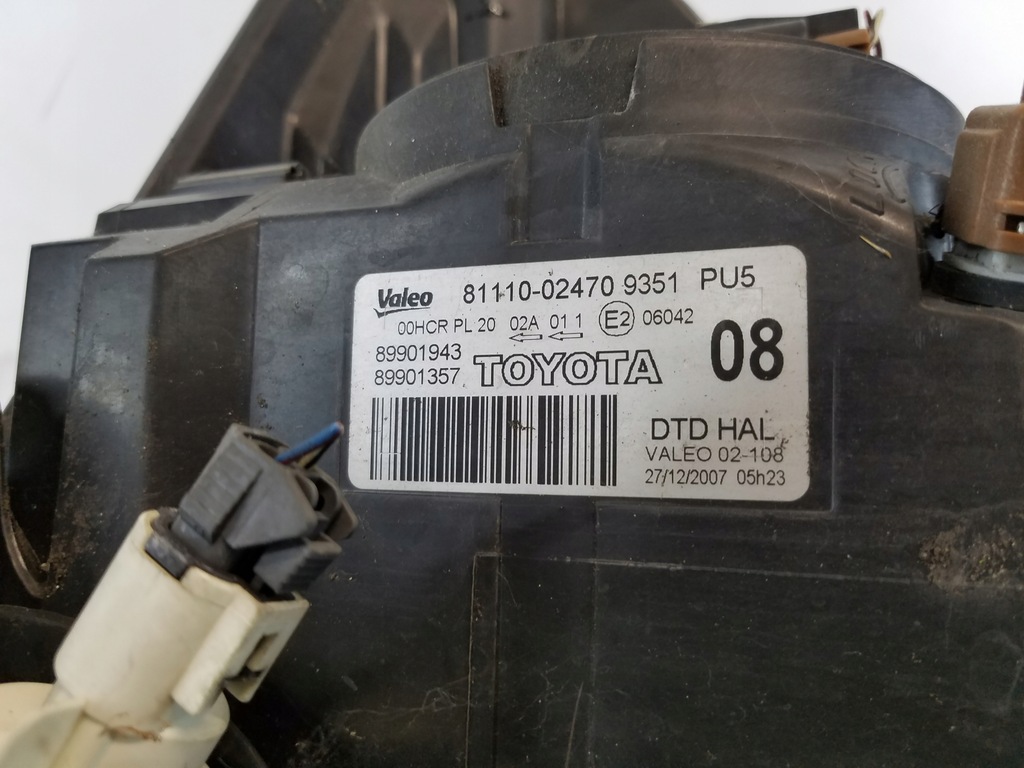 Valeo 81110-02470 9351 PU5
00HCR PL 20 02A 01 1 E2 06042
89901943
89901357 TOYOTA 08
DTD HAL
VALEO 02-108
27/12/2007 05h23